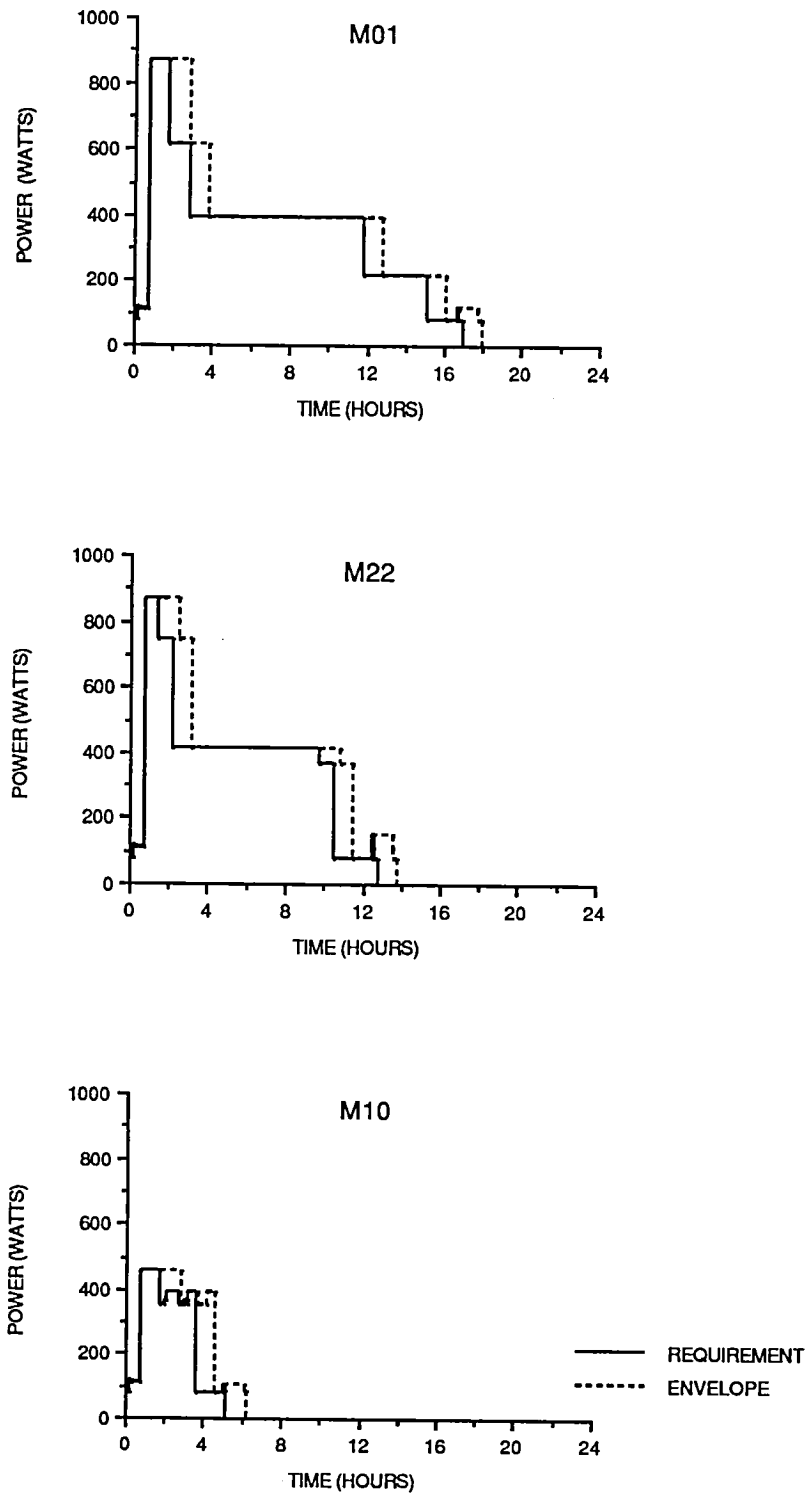 M01
1000
800
600
400
200
0
POWER (WATTS)
0 4 8 12 16 20 24
TIME (HOURS)
M22
1000
800
600
400
200
0
POWER (WATTS)
0 4 8 12 16 20 24
TIME (HOURS)
M10
1000
800
600
400
200
0
POWER (WATTS)
0 4 8 12 16 20 24
TIME (HOURS)
REQUIREMENT
ENVELOPE